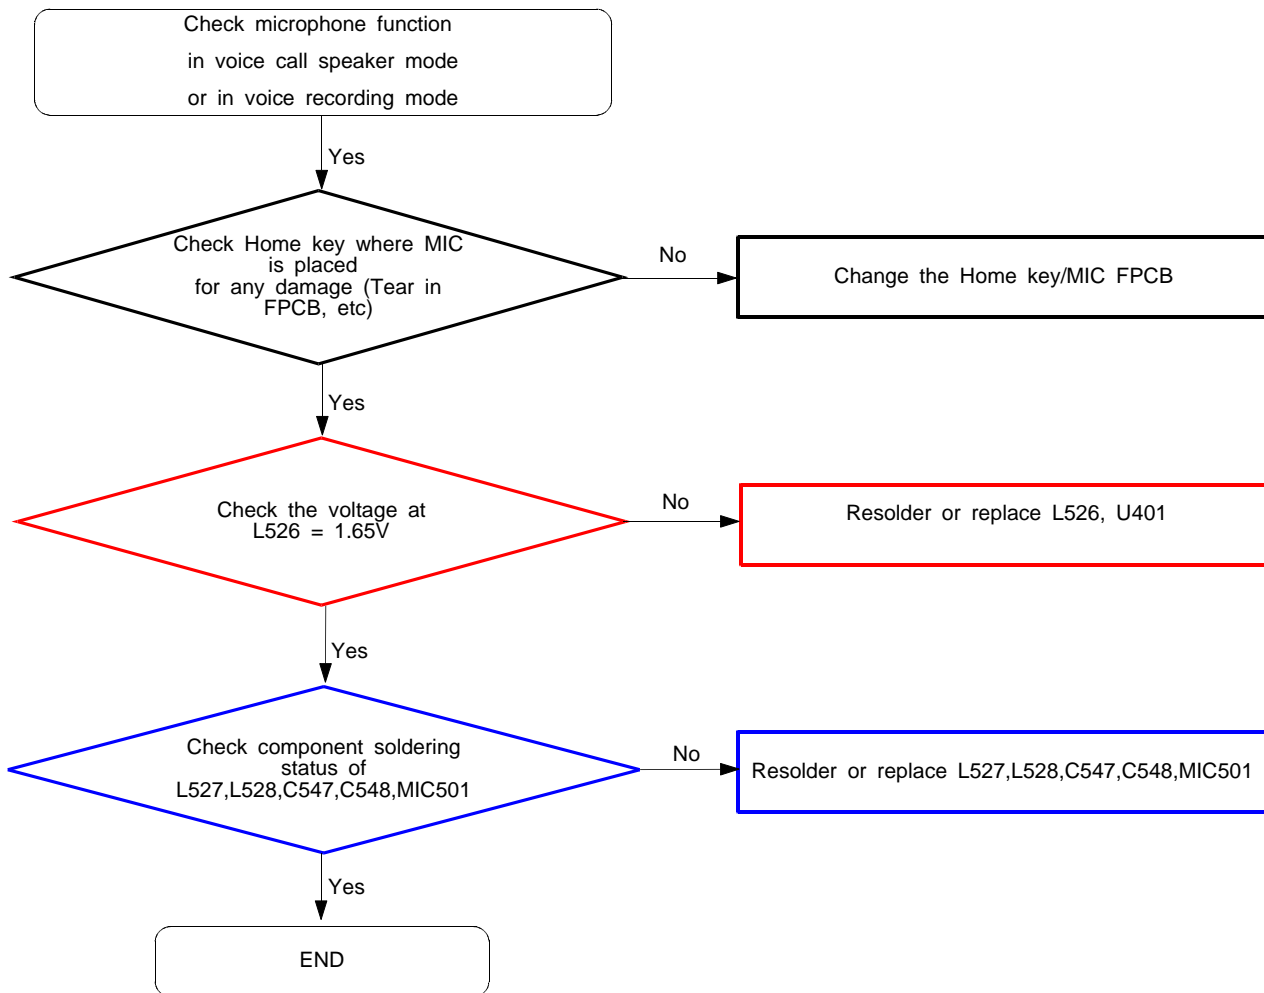 Check microphone function
in voice call speaker mode
or in voice recording mode
Yes
Check Home key where MIC
is placed
for any damage (Tear in
FPCB, etc)
No
Change the Home key/MIC FPCB
Yes
Check the voltage at
L526 = 1.65V
No
Resolder or replace L526, U401
Yes
Check component soldering
status of
L527,L528,C547,C548,MIC501
No
Resolder or replace L527,L528,C547,C548,MIC501
Yes
END